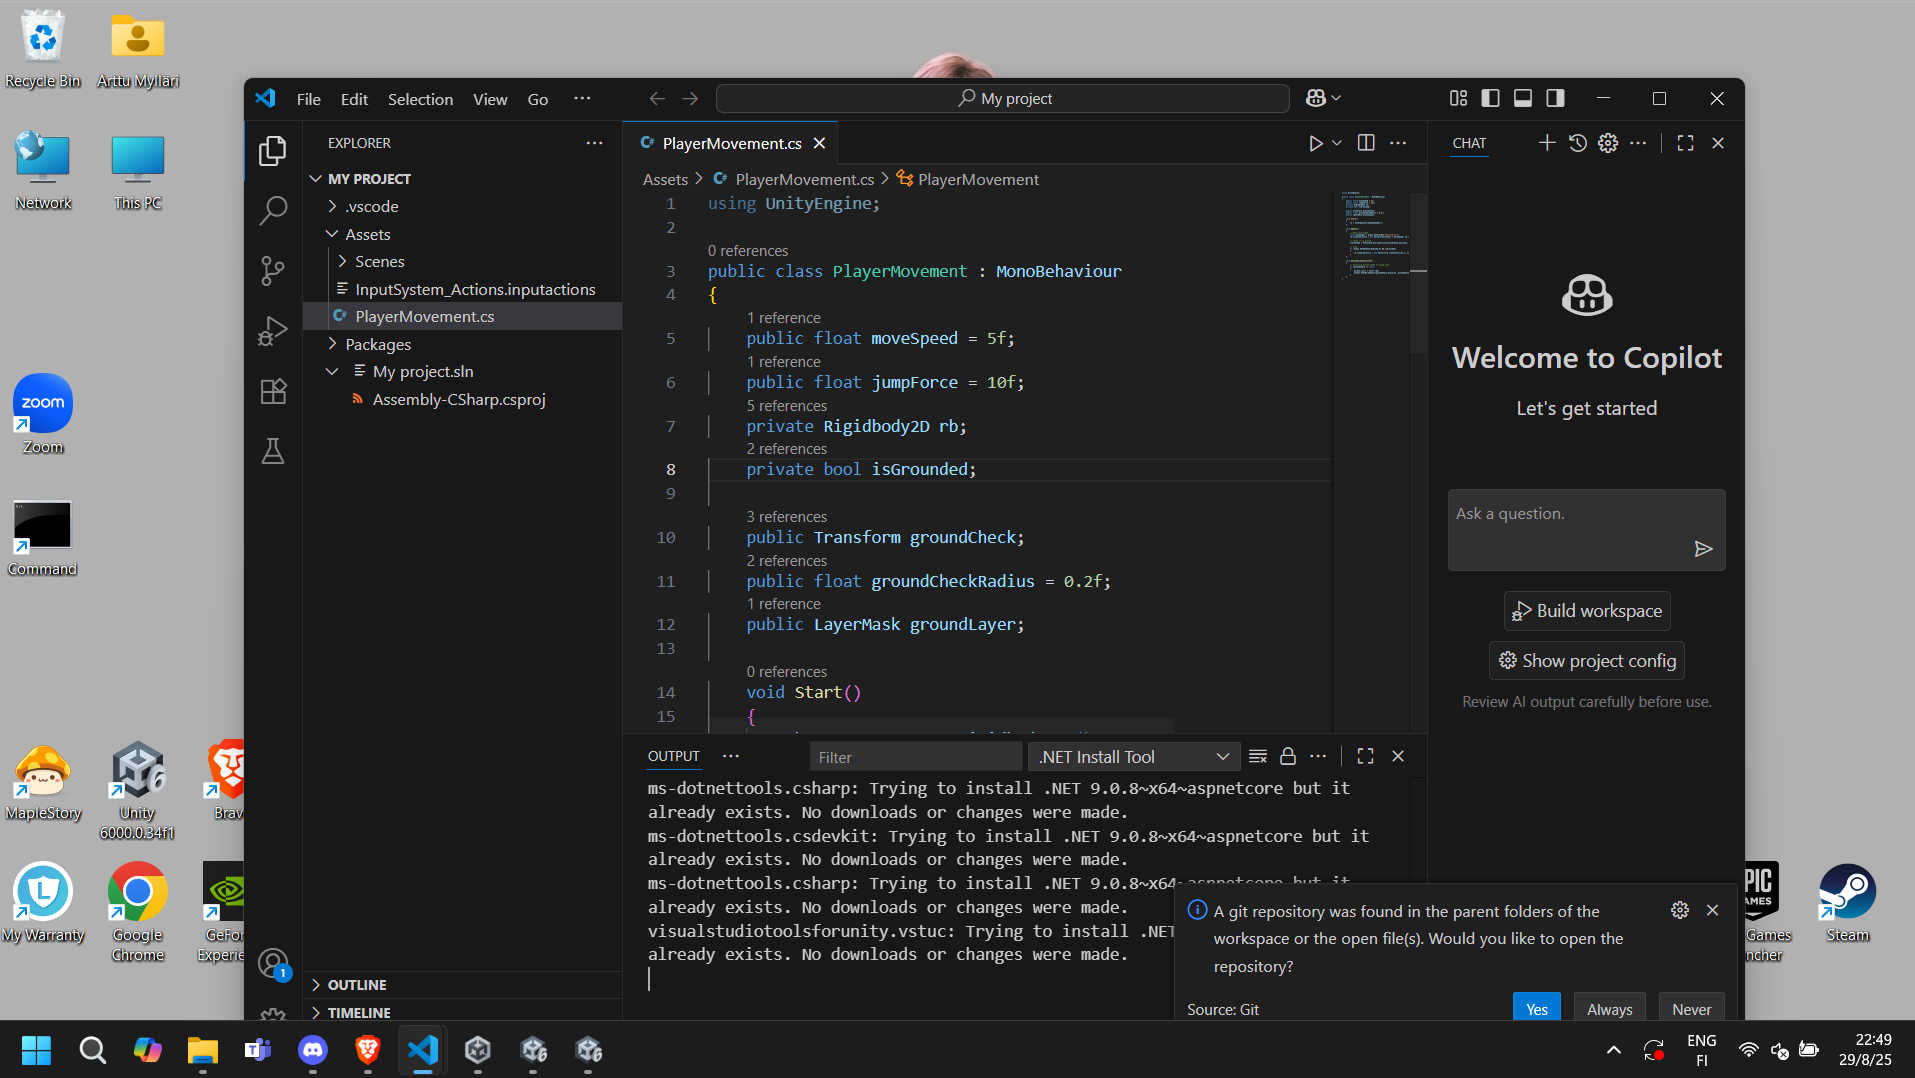 Recycle Bin
Arttu Mylläri
Network
This PC
zoom
Zoom
Command
MapleStory
Unity
6000.0.34f1
Brav
My Warranty
Google
Chrome
GeFor
Experie
File Edit Selection View Go ···
My project
EXPLORER
MY PROJECT
.vscode
Assets
Scenes
InputSystem_Actions.inputactions
C# PlayerMovement.cs
Packages
My project.sln
Assembly-CSharp.csproj
OUTLINE
TIMELINE
1
C# PlayerMovement.cs
Assets > C# PlayerMovement.cs > PlayerMovement
1 using UnityEngine;
2
0 references
3 public class PlayerMovement : MonoBehaviour
4 {
1 reference
5 public float moveSpeed = 5f;
1 reference
6 public float jumpForce = 10f;
5 references
7 private Rigidbody2D rb;
2 references
8 private bool isGrounded;
9
3 references
10 public Transform groundCheck;
2 references
11 public float groundCheckRadius = 0.2f;
1 reference
12 public LayerMask groundLayer;
13
0 references
14 void Start()
15 {
OUTPUT
Filter
.NET Install Tool
ms-dotnettools.csharp: Trying to install .NET 9.0.8~x64~aspnetcore but it
already exists. No downloads or changes were made.
ms-dotnettools.csdevkit: Trying to install .NET 9.0.8~x64~aspnetcore but it
already exists. No downloads or changes were made.
ms-dotnettools.csharp: Trying to install .NET 9.0.8~x64~aspnetcore but it
already exists. No downloads or changes were made.
visualstudiotoolsforunity.vstuc: Trying to install .NET
already exists. No downloads or changes were made.
CHAT
Welcome to Copilot
Let's get started
Ask a question.
Build workspace
Show project config
Review AI output carefully before use.
A git repository was found in the parent folders of the
workspace or the open file(s). Would you like to open the
repository?
Source: Git
Yes
Always
Never
EPIC
GAMES
Games
ncher
Steam
ENG
FI
22:49
29/8/25